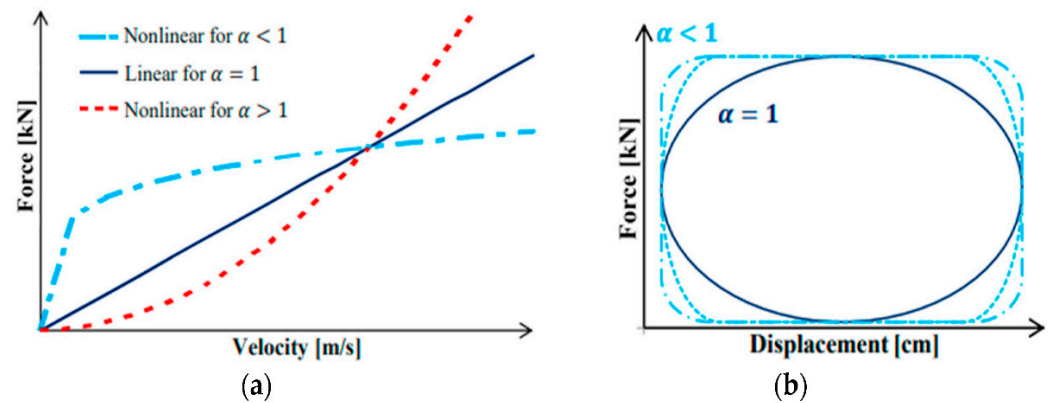 Nonlinear for α < 1
Linear for α = 1
Nonlinear for α > 1
Force [kN]
Velocity [m/s]
(a)
α < 1
α = 1
Force [kN]
Displacement [cm]
(b)